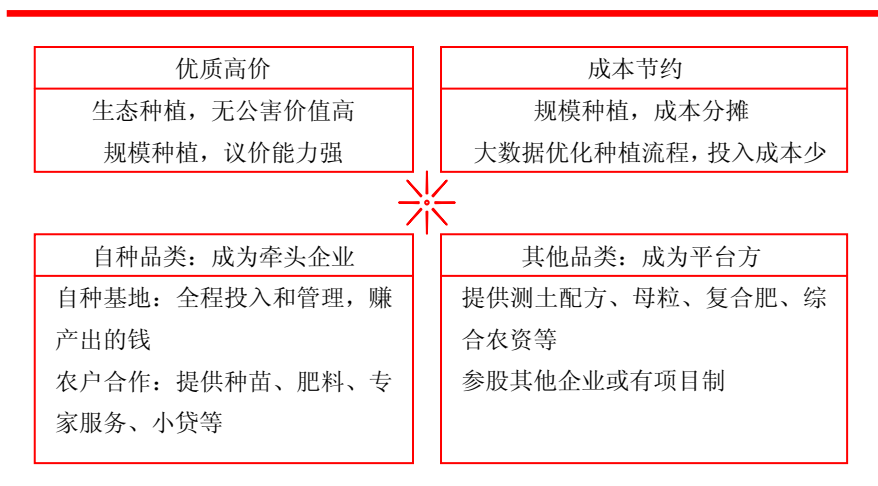 优质高价
生态种植，无公害价值高
规模种植，议价能力强
成本节约
规模种植，成本分摊
大数据优化种植流程，投入成本少
自种品类：成为牵头企业
自种基地：全程投入和管理，赚
产出的钱
农户合作：提供种苗、肥料、专
家服务、小贷等
其他品类：成为平台方
提供测土配方、母粒、复合肥、综
合农资等
参股其他企业或有项目制